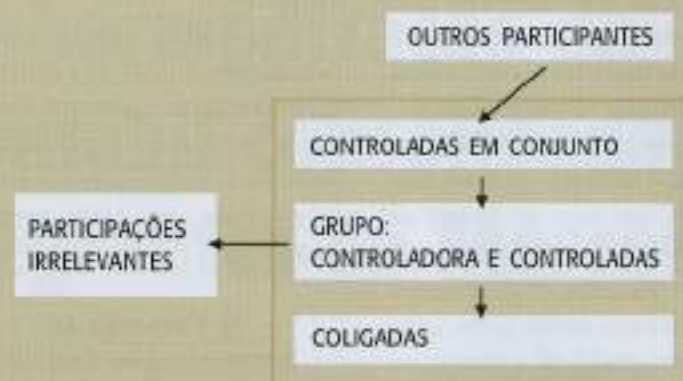 OUTROS PARTICIPANTES
CONTROLADAS EM CONJUNTO
PARTICIPAÇÕES
IRRELEVANTES
GRUPO:
CONTROLADORA E CONTROLADAS
COLIGADAS